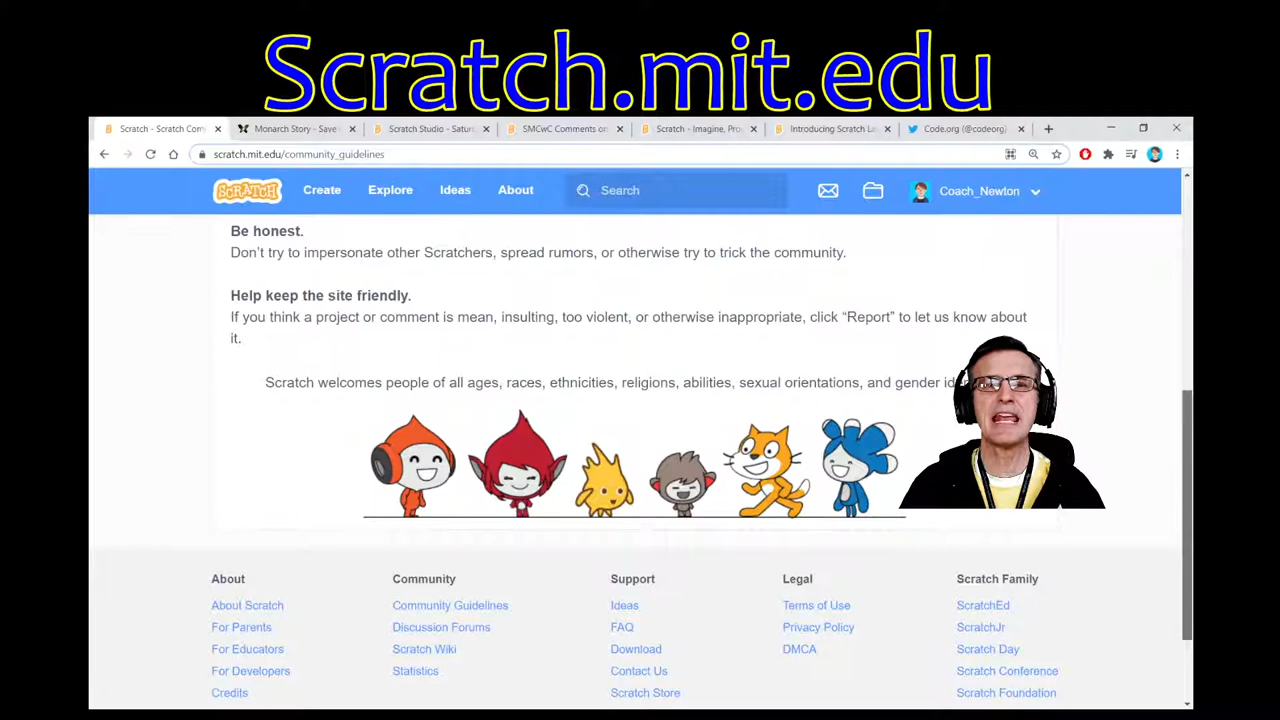 Scratch.mit.edu
Scratch - Scratch Com
Monarch Story - Save
Scratch Studio - Satur
SMCwC Comments on
Scratch - Imagine, Pro
Introducing Scratch La
Code.org (@codeorg)
scratch.mit.edu/community_guidelines
SCRATCH Create Explore Ideas About Search Coach_Newton
Be honest.
Don’t try to impersonate other Scratchers, spread rumors, or otherwise try to trick the community.
Help keep the site friendly.
If you think a project or comment is mean, insulting, too violent, or otherwise inappropriate, click “Report” to let us know about
it.
Scratch welcomes people of all ages, races, ethnicities, religions, abilities, sexual orientations, and gender ide
About
About Scratch
For Parents
For Educators
For Developers
Credits
Community
Community Guidelines
Discussion Forums
Scratch Wiki
Statistics
Support
Ideas
FAQ
Download
Contact Us
Scratch Store
Legal
Terms of Use
Privacy Policy
DMCA
Scratch Family
ScratchEd
ScratchJr
Scratch Day
Scratch Conference
Scratch Foundation